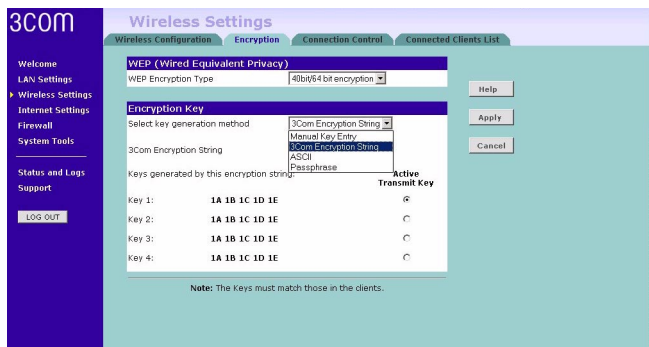 3COM
Wireless Settings
Wireless Configuration Encryption Connection Control Connected Clients List
Welcome
LAN Settings
Wireless Settings
Internet Settings
Firewall
System Tools
Status and Logs
Support
LOG OUT
WEP (Wired Equivalent Privacy)
WEP Encryption Type 40bit/64 bit encryption
Encryption Key
Select key generation method 3Com Encryption String
Manual Key Entry
3Com Encryption String
ASCII
Passphrase
3Com Encryption String
Keys generated by this encryption string: Active
Transmit Key
Key 1: 1A 1B 1C 1D 1E
Key 2: 1A 1B 1C 1D 1E
Key 3: 1A 1B 1C 1D 1E
Key 4: 1A 1B 1C 1D 1E
Note: The Keys must match those in the clients.
Help
Apply
Cancel